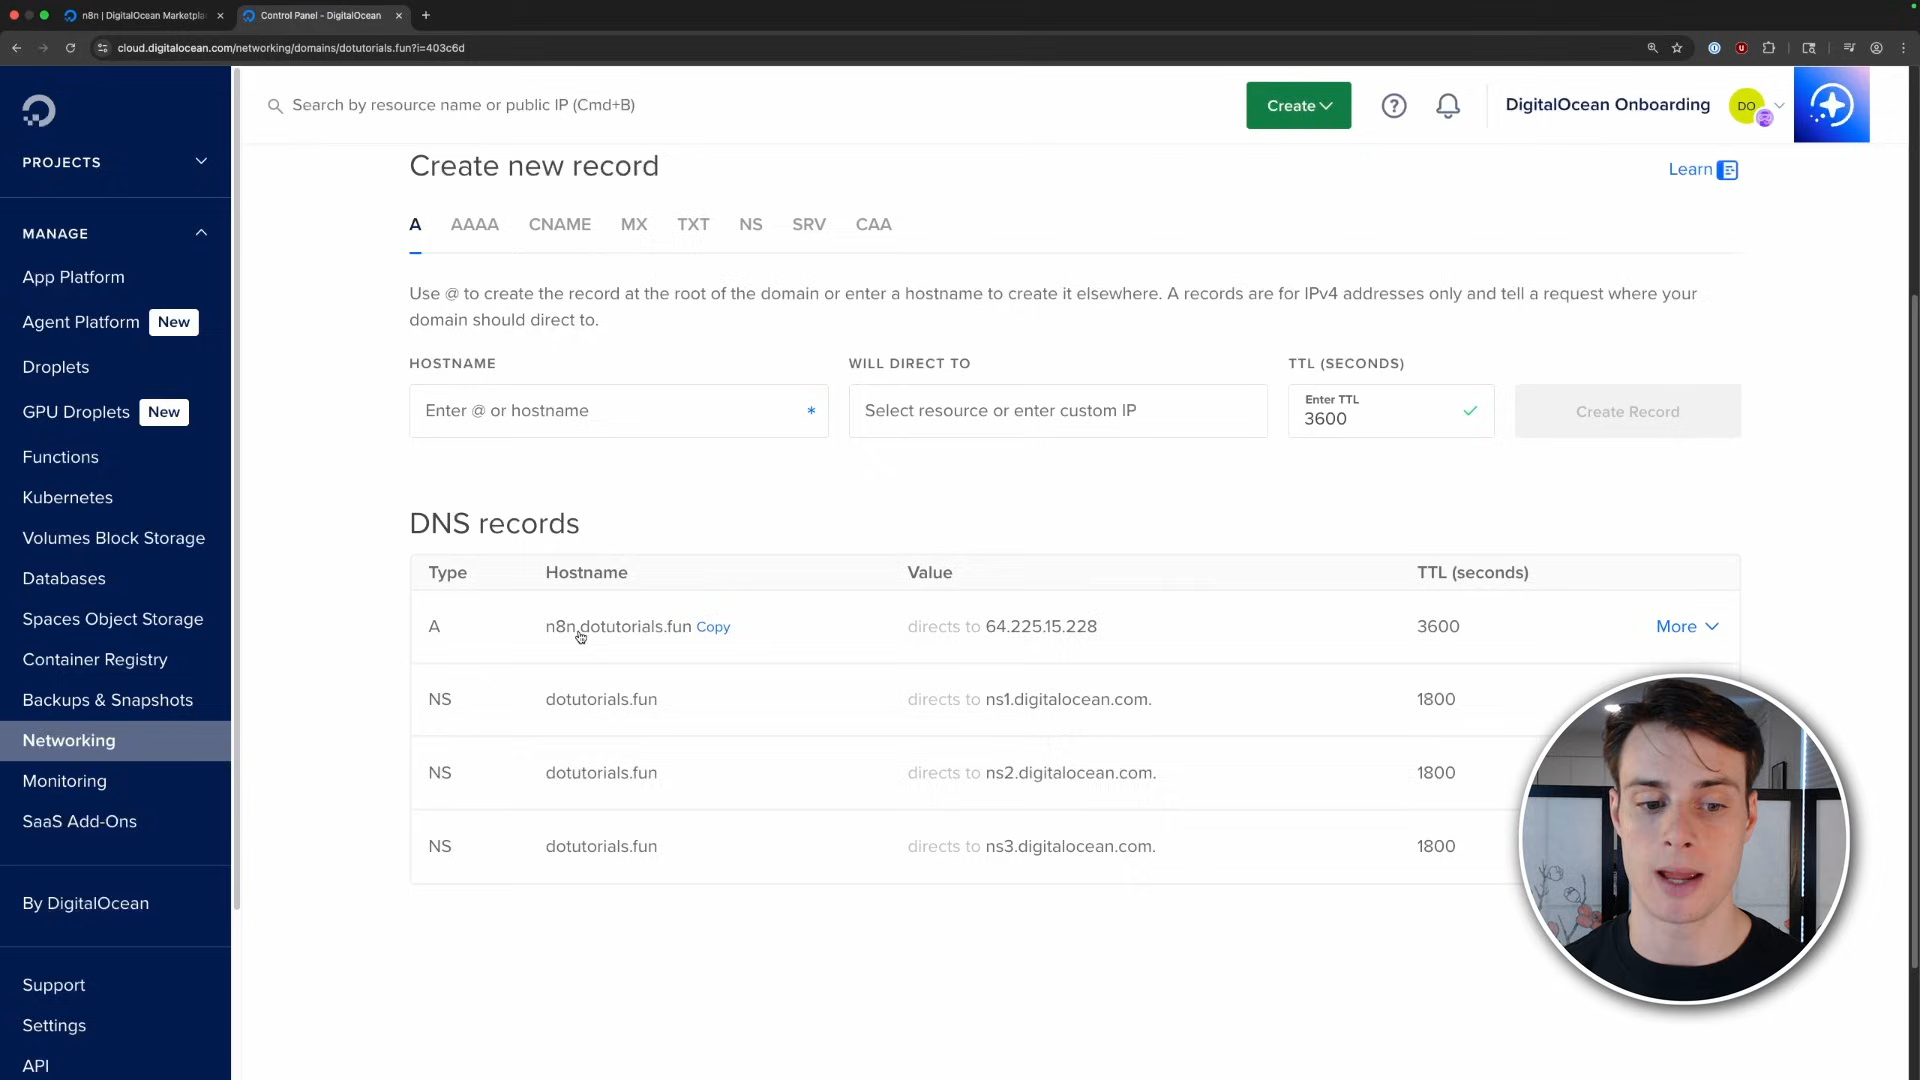 n8n | DigitalOcean Marketpla
Control Panel - DigitalOcean
cloud.digitalocean.com/networking/domains/dotutorials.fun?i=403c6d
Search by resource name or public IP (Cmd+B)
Create
DigitalOcean Onboarding
DO
PROJECTS
MANAGE
App Platform
Agent Platform New
Droplets
GPU Droplets New
Functions
Kubernetes
Volumes Block Storage
Databases
Spaces Object Storage
Container Registry
Backups & Snapshots
Networking
Monitoring
SaaS Add-Ons
By DigitalOcean
Support
Settings
API
Create new record
Learn
A AAAA CNAME MX TXT NS SRV CAA
Use @ to create the record at the root of the domain or enter a hostname to create it elsewhere. A records are for IPv4 addresses only and tell a request where your
domain should direct to.
HOSTNAME WILL DIRECT TO TTL (SECONDS)
Enter @ or hostname * Select resource or enter custom IP Enter TTL
3600
Create Record
DNS records
Type Hostname Value TTL (seconds)
A n8n.dotutorials.fun Copy directs to 64.225.15.228 3600 More
NS dotutorials.fun directs to ns1.digitalocean.com. 1800
NS dotutorials.fun directs to ns2.digitalocean.com. 1800
NS dotutorials.fun directs to ns3.digitalocean.com. 1800